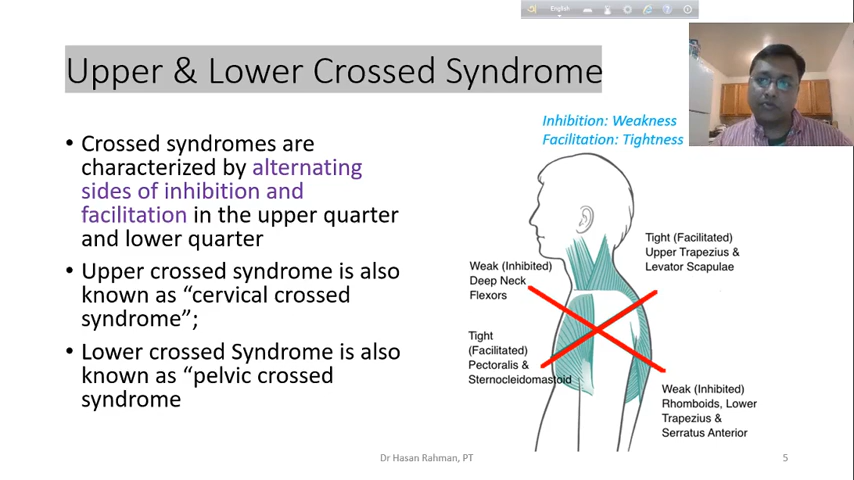 English
Upper & Lower Crossed Syndrome
• Crossed syndromes are
characterized by alternating
sides of inhibition and
facilitation in the upper quarter
and lower quarter
• Upper crossed syndrome is also
known as “cervical crossed
syndrome”;
• Lower crossed Syndrome is also
known as “pelvic crossed
syndrome
Inhibition: Weakness
Facilitation: Tightness
Tight (Facilitated)
Upper Trapezius &
Levator Scapulae
Weak (Inhibited)
Deep Neck
Flexors
Tight
(Facilitated)
Pectoralis &
Sternocleidomastoid
Weak (Inhibited)
Rhomboids, Lower
Trapezius &
Serratus Anterior
Dr Hasan Rahman, PT
5